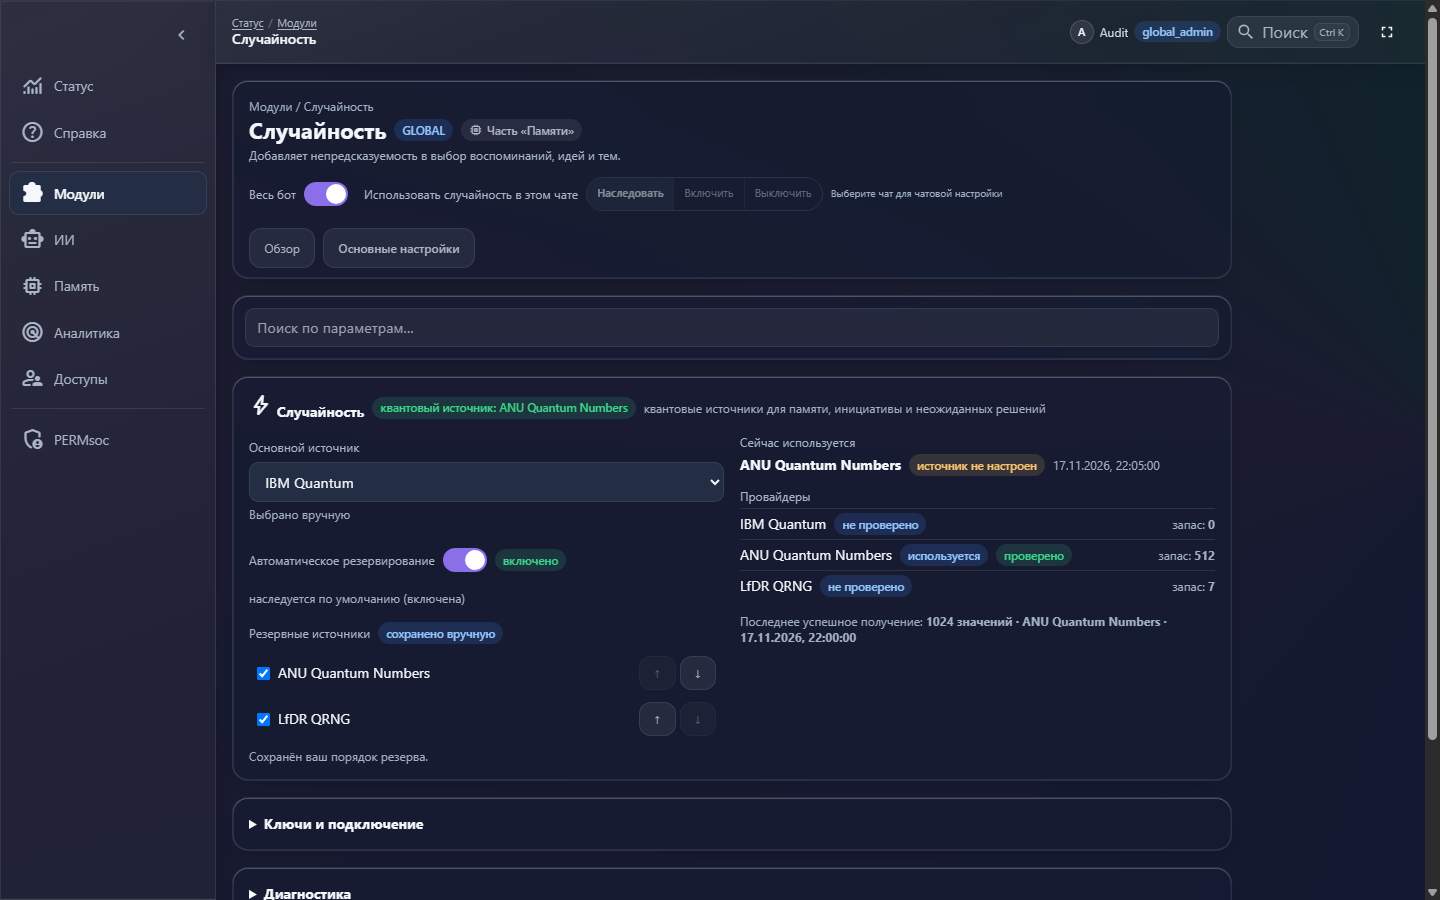 Статус / Модули
Случайность
A Audit global_admin Поиск Ctrl K
Статус
Справка
Модули
ИИ
Память
Аналитика
Доступы
PERMsoc
Модули / Случайность
Случайность GLOBAL Часть «Памяти»
Добавляет непредсказуемость в выбор воспоминаний, идей и тем.
Весь бот Использовать случайность в этом чате Наследовать Включить Выключить Выберите чат для чатовой настройки
Обзор Основные настройки
Поиск по параметрам...
Случайность квантовый источник: ANU Quantum Numbers квантовые источники для памяти, инициативы и неожиданных решений
Основной источник
IBM Quantum
Выбрано вручную
Автоматическое резервирование включено
наследуется по умолчанию (включена)
Резервные источники сохранено вручную
ANU Quantum Numbers ↑ ↓
LfDR QRNG ↑ ↓
Сохранён ваш порядок резерва.
Сейчас используется
ANU Quantum Numbers источник не настроен 17.11.2026, 22:05:00
Провайдеры
IBM Quantum не проверено запас: 0
ANU Quantum Numbers используется проверено запас: 512
LfDR QRNG не проверено запас: 7
Последнее успешное получение: 1024 значений · ANU Quantum Numbers ·
17.11.2026, 22:00:00
Ключи и подключение
Диагностика